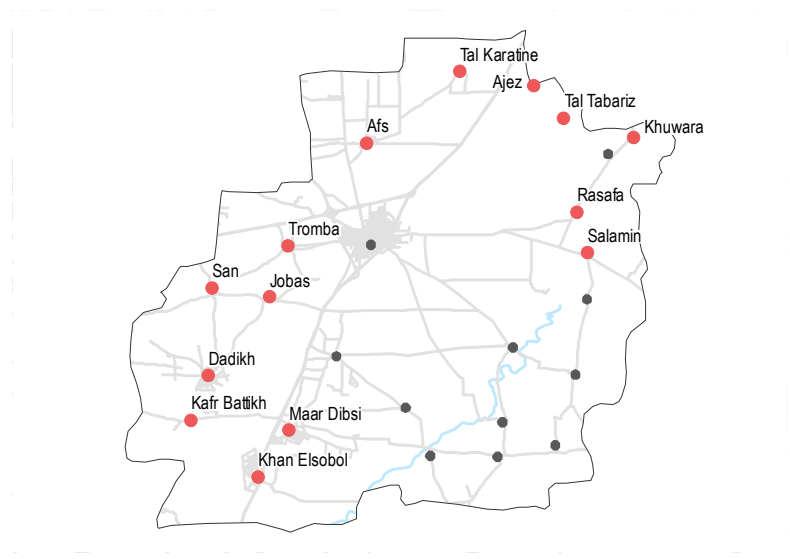 Tal Karatine
Ajez
Tal Tabariz
Afs
Khuwara
Rasafa
Tromba
Salamin
San
Jobas
Dadikh
Kafr Battikh
Maar Dibsi
Khan Elsobol